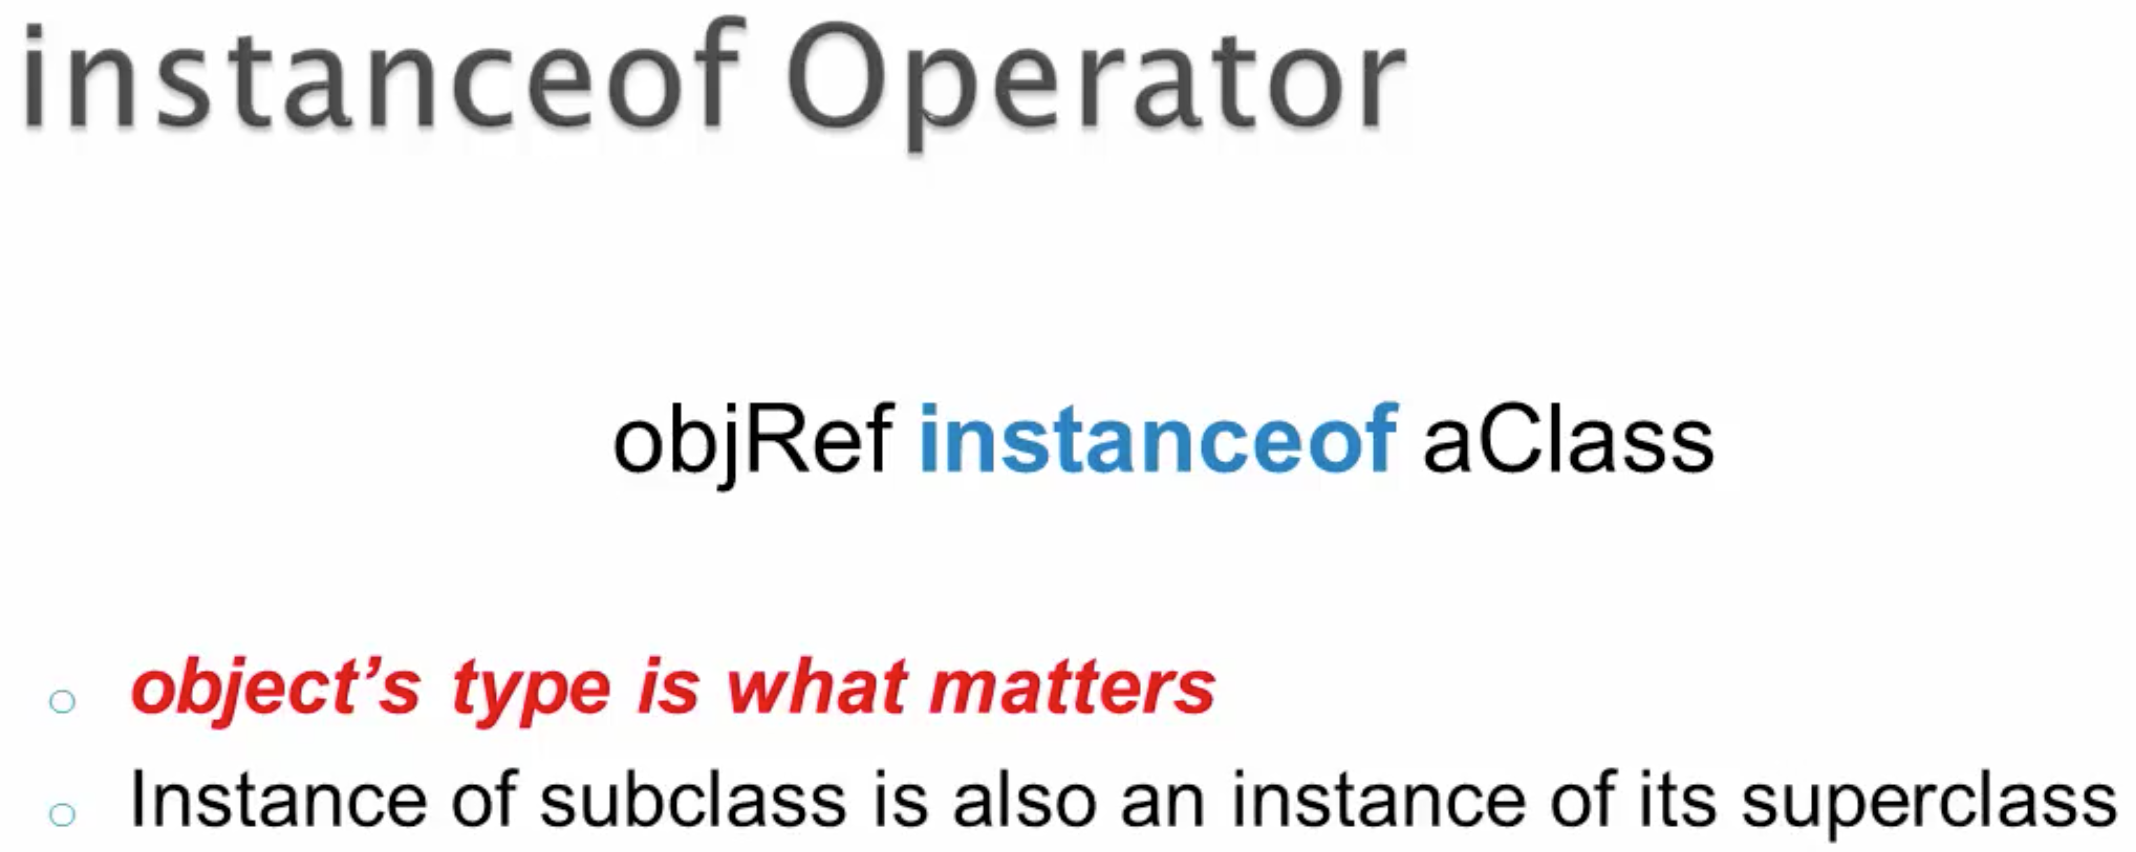 instanceof Operator
objRef instanceof aClass
object’s type is what matters
Instance of subclass is also an instance of its superclass